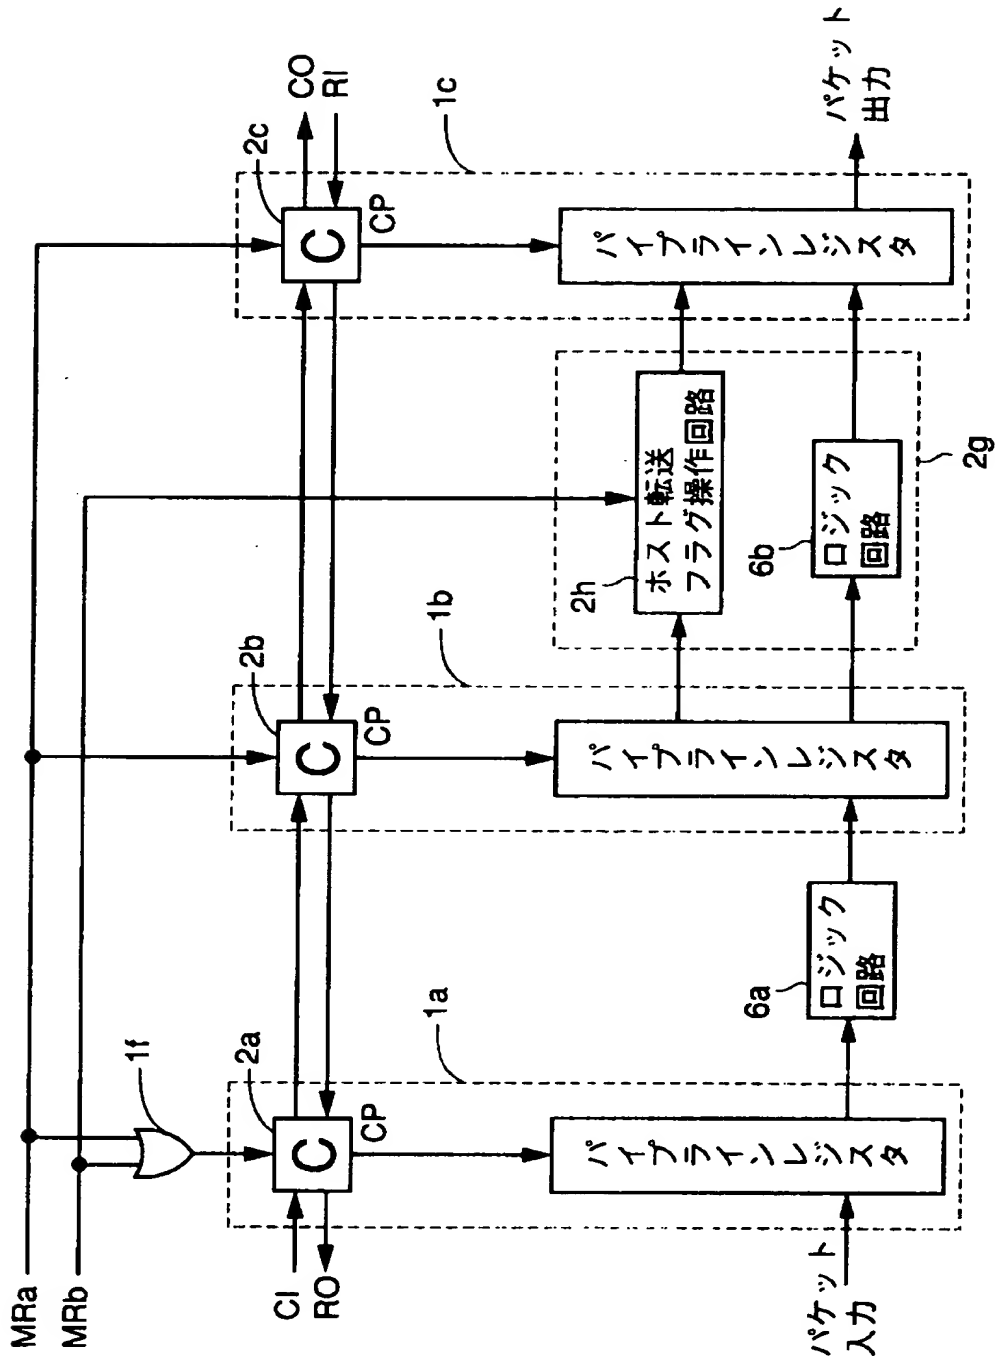 MRa
MRb
1f
2a
2b
2c
CI
RO
C
CP
C
CP
C
CP
CO
RI
1a
1b
1c
パケット
入力
パイプラインレジスタ
6a
ロジック
回路
パイプラインレジスタ
2h
ホスト転送
フラグ操作回路
6b
ロジック
回路
2g
パイプラインレジスタ
パケット
出力